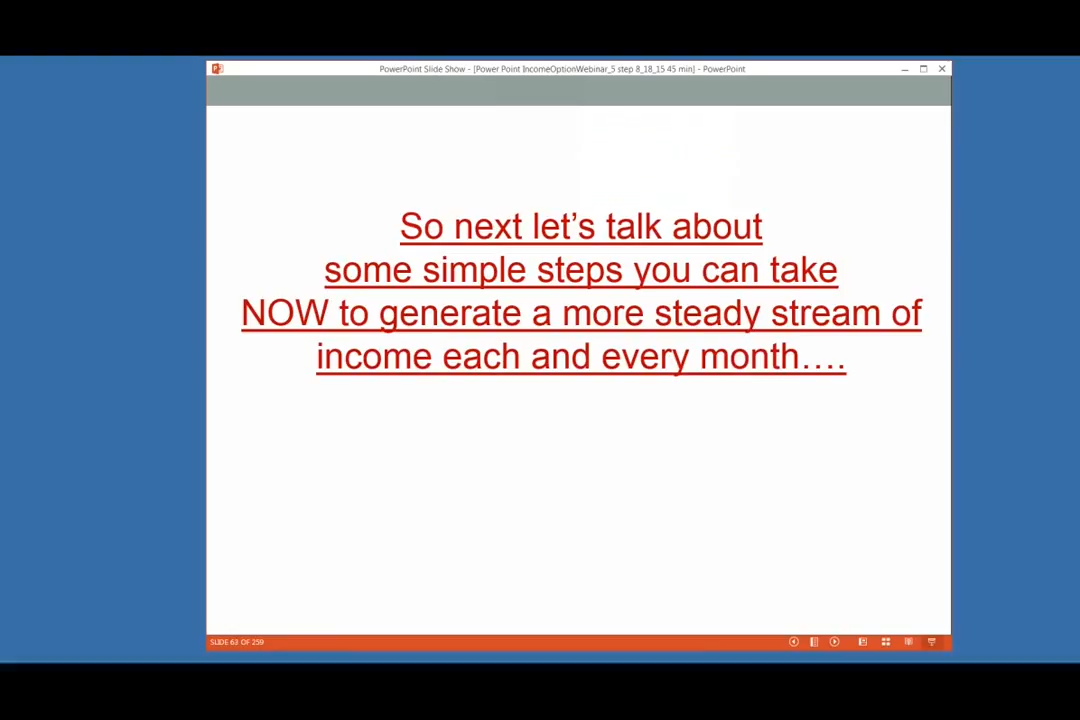 PowerPoint Slide Show - [Power Point IncomeOptionWebinar_5 step 8_18_15 45 min] - PowerPoint
So next let’s talk about
some simple steps you can take
NOW to generate a more steady stream of
income each and every month….
SLIDE 63 OF 259